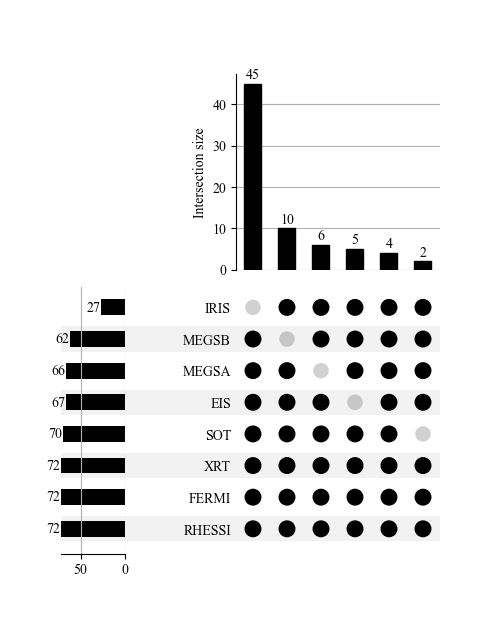 45
40
Intersection size
30
20
10
10
6
5
4
2
0
27 IRIS
62 MEGSB
66 MEGSA
67 EIS
70 SOT
72 XRT
72 FERMI
72 RHESSI
50 0